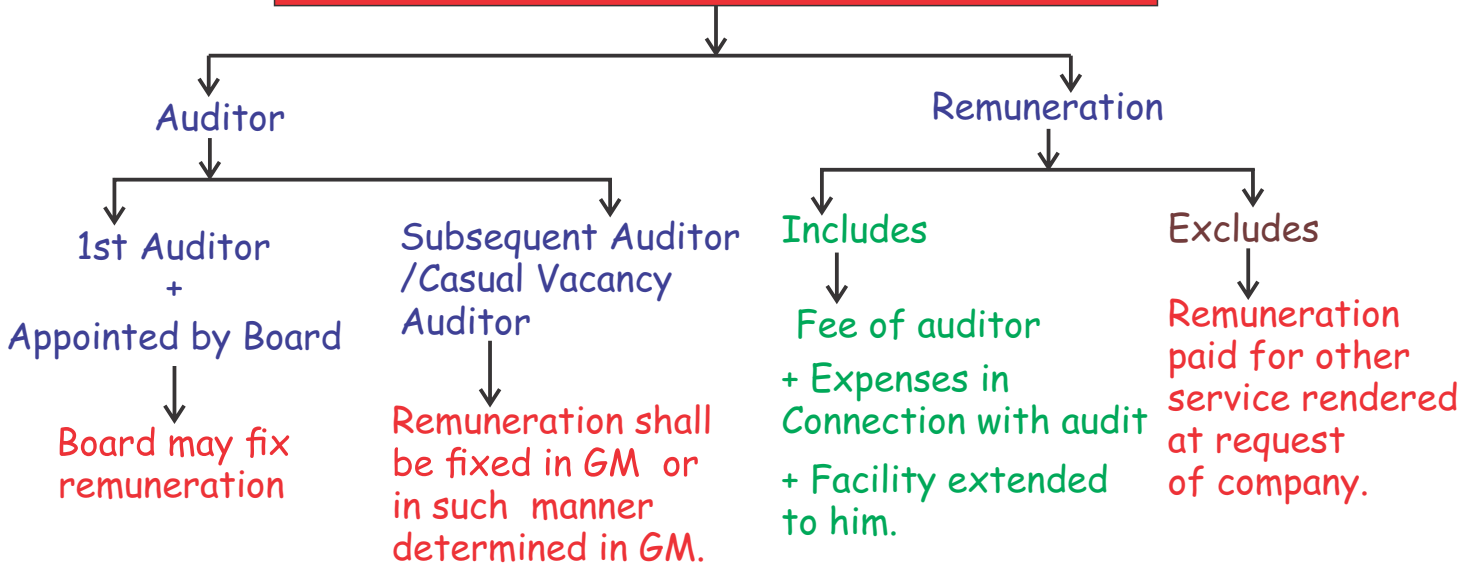 Auditor
Remuneration
1st Auditor
+
Appointed by Board
Board may fix
remuneration
Subsequent Auditor
/Casual Vacancy
Auditor
Remuneration shall
be fixed in GM or
in such manner
determined in GM.
Includes
Fee of auditor
+ Expenses in
Connection with audit
+ Facility extended
to him.
Excludes
Remuneration
paid for other
service rendered
at request
of company.